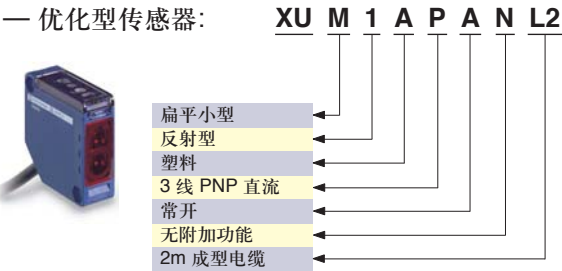 — 优化型传感器: XU M 1 A P A N L2
扁平小型
反射型
塑料
3 线 PNP 直流
常开
无附加功能
2m 成型电缆